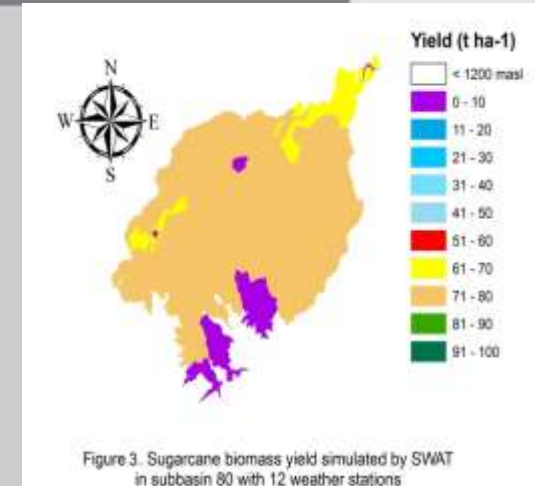 Yield (t ha-1)
N
W E
S
< 1200 masl
0 - 10
11 - 20
21 - 30
31 - 40
41 - 50
51 - 60
61 - 70
71 - 80
81 - 90
91 - 100
Figure 3. Sugarcane biomass yield simulated by SWAT
in subbasin 80 with 12 weather stations